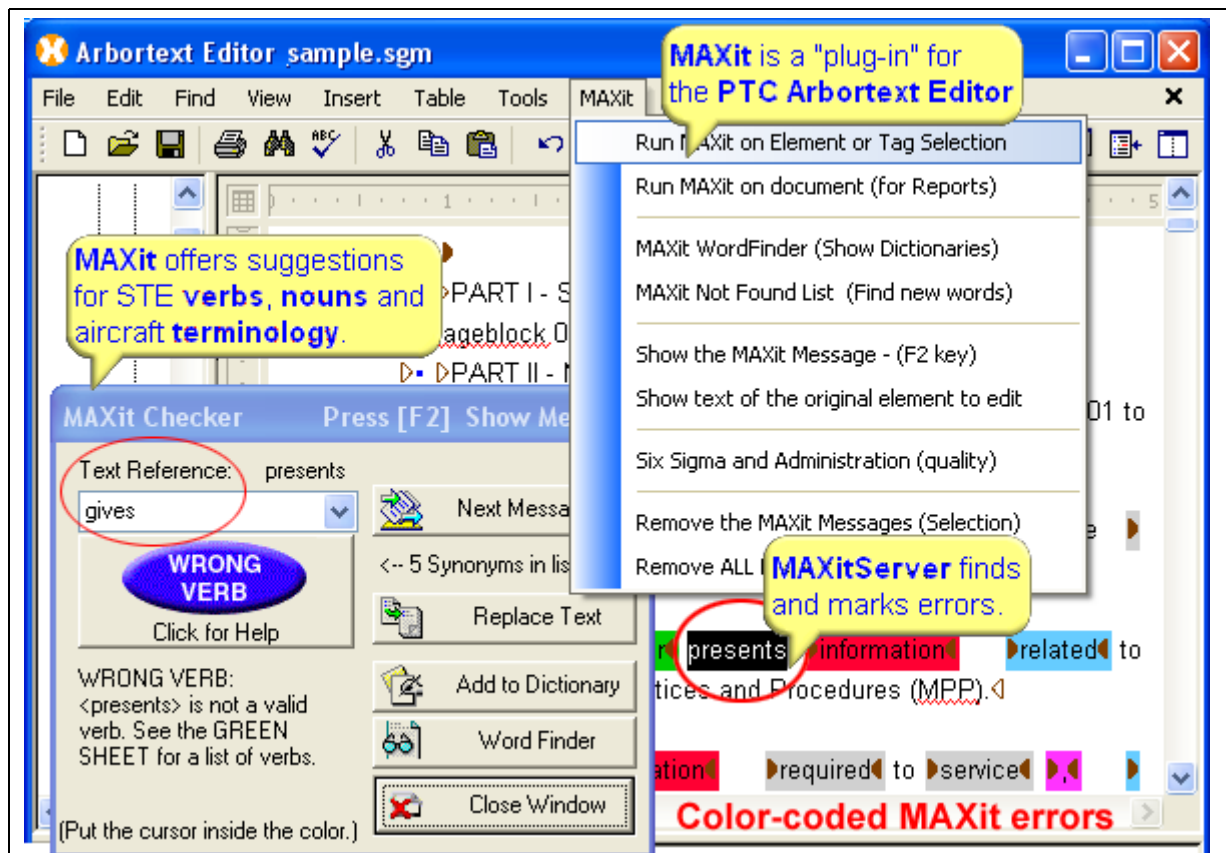 Arbortext Editor sample.sgm
MAXit is a "plug-in" for
the PTC Arbortext Editor
File Edit Find View Insert Table Tools MAXit
Run MAXit on Element or Tag Selection
Run MAXit on document (for Reports)
MAXit WordFinder (Show Dictionaries)
MAXit Not Found List (Find new words)
Show the MAXit Message - (F2 key)
Show text of the original element to edit
Six Sigma and Administration (quality)
Remove the MAXit Messages (Selection)
Remove ALL
ABC
1
5
MAXit offers suggestions
for STE verbs, nouns and
aircraft terminology.
PART I - S
ageblock 0
PART II -
01 to
MAXit Checker Press [F2] Show Me
Text Reference: presents
gives
Next Messa
WRONG
VERB
Click for Help
<-- 5 Synonyms in lis
Replace Text
WRONG VERB:
<presents> is not a valid
verb. See the GREEN
SHEET for a list of verbs.
Add to Dictionary
Word Finder
Close Window
(Put the cursor inside the color.)
MAXitServer finds
and marks errors.
r presents information related to
tices and Procedures (MPP).
ation required to service ,
Color-coded MAXit errors